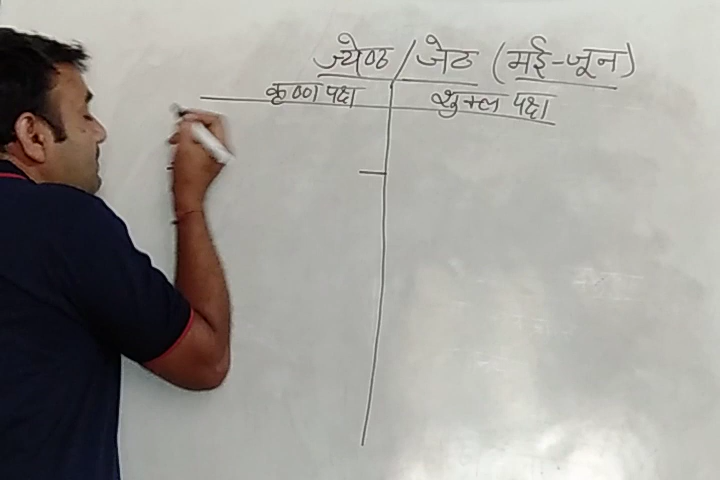 ज्येष्ठ / जेठ (मई-जून)
कृष्ण पक्ष शुक्ल पक्ष